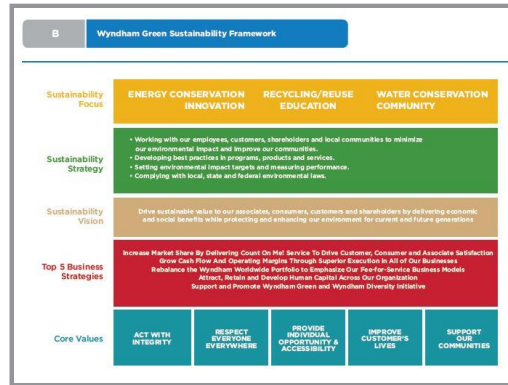 B
Wyndham Green Sustainability Framework
Sustainability
Focus
ENERGY CONSERVATION RECYCLING/REUSE WATER CONSERVATION
INNOVATION EDUCATION COMMUNITY
Sustainability
Strategy
• Working with our employees, customers, shareholders and local communities to minimize
our environmental impact and improve our communities.
• Developing best practices in programs, products and services.
• Setting environmental impact targets and measuring performance.
• Complying with local, state and federal environmental laws.
Sustainability
Vision
Drive sustainable value to our associates, consumers, customers and shareholders by delivering economic
and social benefits while protecting and enhancing our environment for current and future generations
Top 5 Business
Strategies
Increase Market Share By Delivering Count On Me! Service To Drive Customer, Consumer and Associate Satisfaction
Grow Cash Flow And Operating Margins Through Superior Execution in All of Our Businesses
Rebalance the Wyndham Worldwide Portfolio to Emphasize Our Fee-for-Service Business Models
Attract, Retain and Develop Human Capital Across Our Organization
Support and Promote Wyndham Green and Wyndham Diversity Initiative
Core Values
ACT WITH
INTEGRITY
RESPECT
EVERYONE
EVERYWHERE
PROVIDE
INDIVIDUAL
OPPORTUNITY &
ACCESSIBILITY
IMPROVE
CUSTOMER'S
LIVES
SUPPORT
OUR
COMMUNITIES